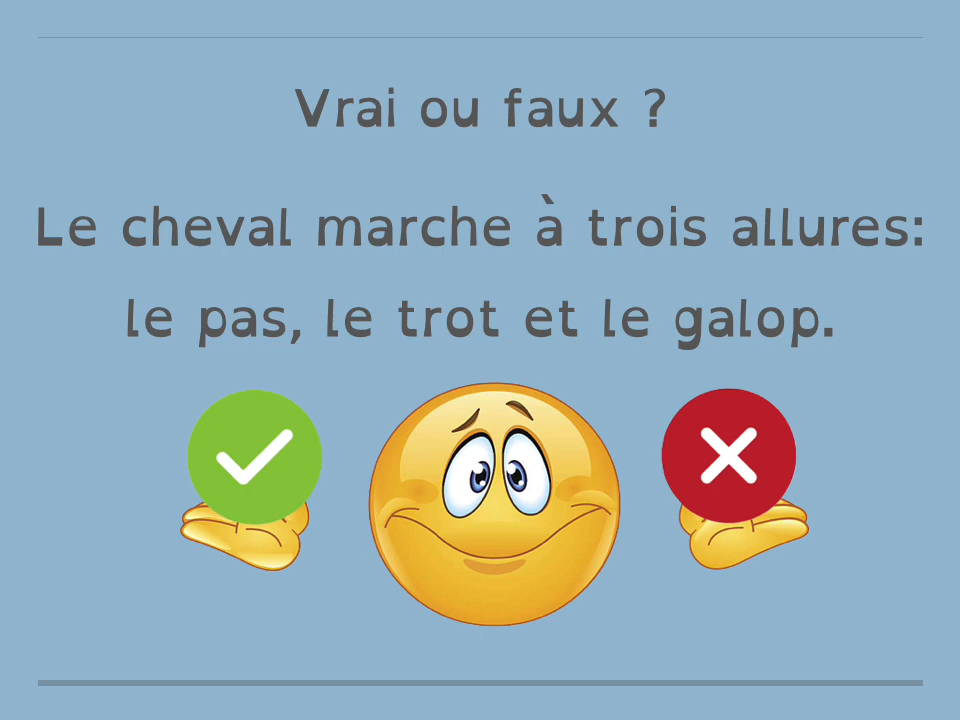 Vrai ou faux ?
Le cheval marche à trois allures:
le pas, le trot et le galop.